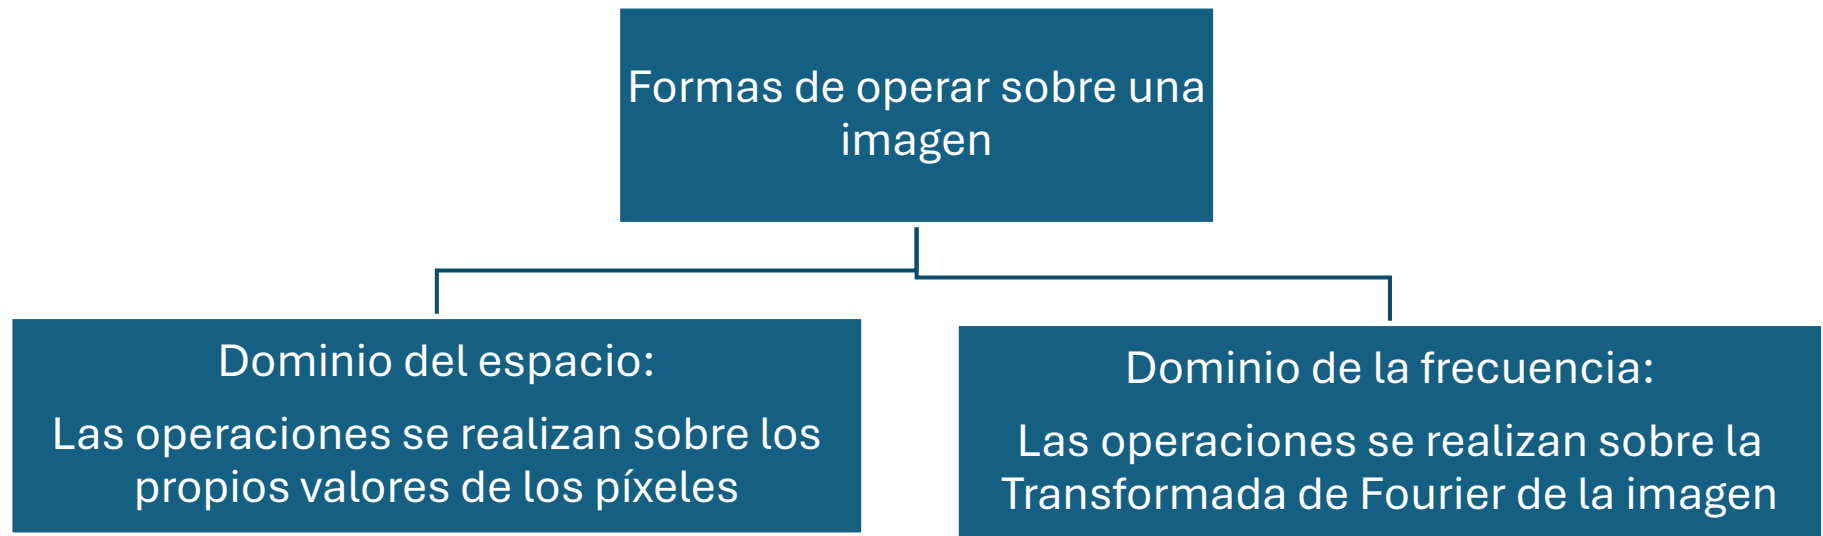 Formas de operar sobre una
imagen
Dominio del espacio:
Las operaciones se realizan sobre los
propios valores de los píxeles
Dominio de la frecuencia:
Las operaciones se realizan sobre la
Transformada de Fourier de la imagen